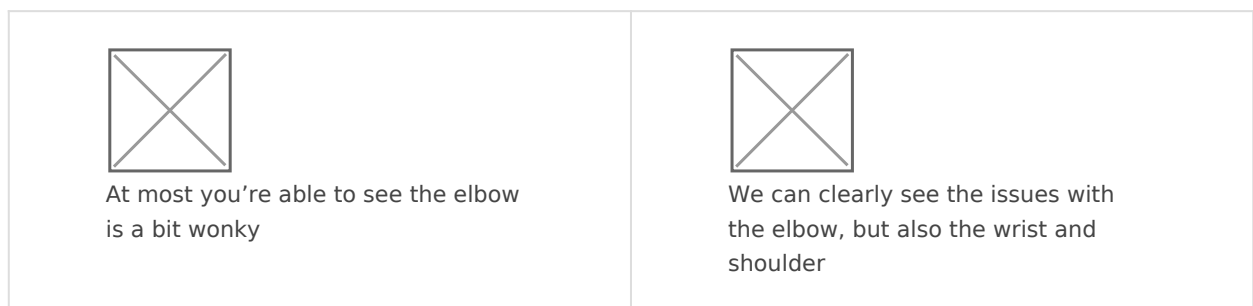 At most you’re able to see the elbow
is a bit wonky
We can clearly see the issues with
the elbow, but also the wrist and
shoulder